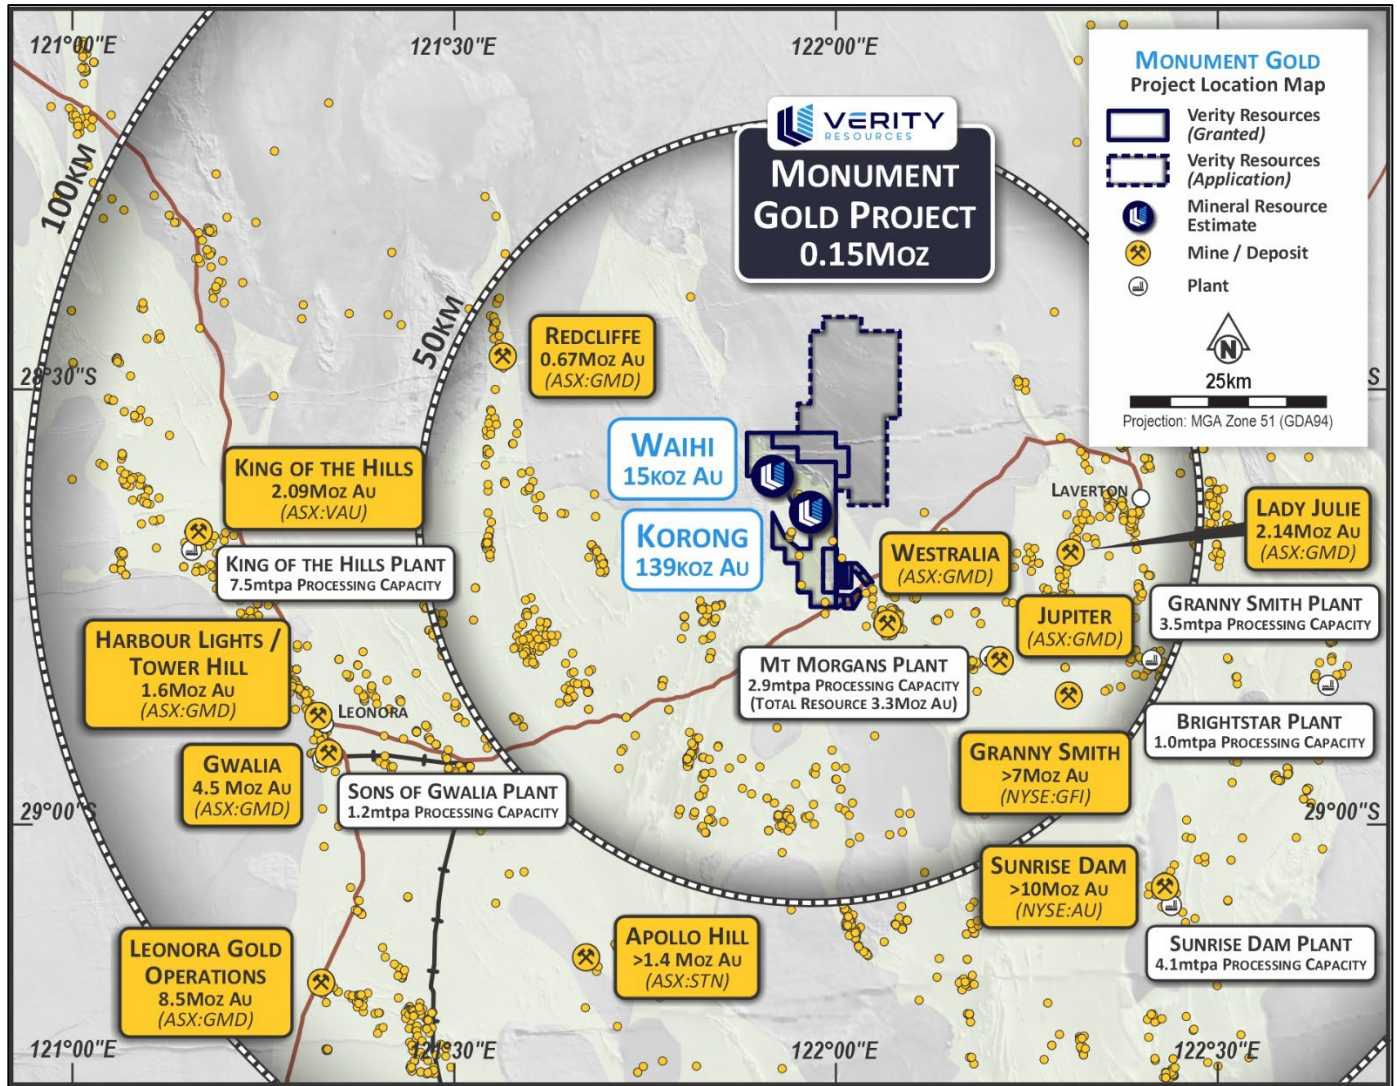 121°00"E
121°30"E
122°00"E
MONUMENT GOLD
Project Location Map
Verity Resources
(Granted)
Verity Resources
(Application)
Mineral Resource
Estimate
Mine / Deposit
Plant
N
25km
Projection: MGA Zone 51 (GDA94)
VERITY
RESOURCES
MONUMENT
GOLD PROJECT
0.15MOZ
100KM
50KM
REDCLIFFE
0.67MOZ AU
(ASX:GMD)
28°30"S
S
WAIHI
15KOZ AU
KORONG
139KOZ AU
KING OF THE HILLS
2.09MOZ AU
(ASX:VAU)
KING OF THE HILLS PLANT
7.5mtpa PROCESSING CAPACITY
LAVERTON
LADY JULIE
2.14MOZ AU
(ASX:GMD)
WESTRALIA
(ASX:GMD)
JUPITER
(ASX:GMD)
GRANNY SMITH PLANT
3.5mtpa PROCESSING CAPACITY
HARBOUR LIGHTS /
TOWER HILL
1.6MOZ AU
(ASX:GMD)
LEONORA
MT MORGANS PLANT
2.9mtpa PROCESSING CAPACITY
(TOTAL RESOURCE 3.3MOZ AU)
BRIGHTSTAR PLANT
1.0mtpa PROCESSING CAPACITY
GWALIA
4.5 MOZ AU
(ASX:GMD)
SONS OF GWALIA PLANT
1.2mtpa PROCESSING CAPACITY
GRANNY SMITH
>7MOZ AU
(NYSE:GFI)
29°00"S
29°00"S
SUNRISE DAM
>10MOZ AU
(NYSE:AU)
SUNRISE DAM PLANT
4.1mtpa PROCESSING CAPACITY
LEONORA GOLD
OPERATIONS
8.5MOZ AU
(ASX:GMD)
APOLLO HILL
>1.4 MOZ AU
(ASX:STN)
121°00"E
121°30"E
122°00"E
122°30"E